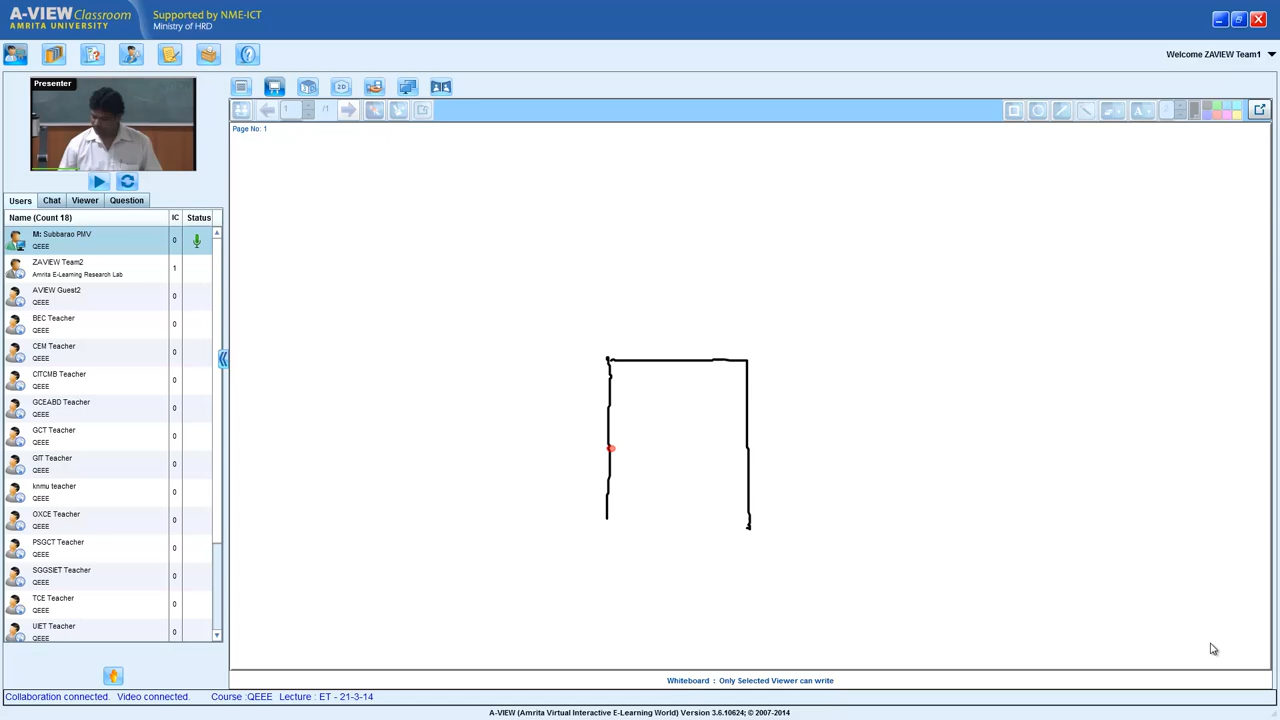 A-VIEW Classroom
AMRITA UNIVERSITY
Supported by NME-ICT
Ministry of HRD
Welcome ZAVIEW Team1
Presenter
1
/1
2D
A
2
Page No: 1
Users
Chat
Viewer
Question
Name (Count 18)
IC
Status
M: Subbarao PMV
QEEE
0
ZAVIEW Team2
Amrita E-Learning Research Lab
1
AVIEW Guest2
QEEE
0
BEC Teacher
QEEE
0
CEM Teacher
QEEE
0
CITCMB Teacher
QEEE
0
GCEABD Teacher
QEEE
0
GCT Teacher
QEEE
0
GIT Teacher
QEEE
0
knmu teacher
QEEE
0
OXCE Teacher
QEEE
0
PSGCT Teacher
QEEE
0
SGGSIET Teacher
QEEE
0
TCE Teacher
QEEE
0
UIET Teacher
QEEE
0
Whiteboard : Only Selected Viewer can write
Collaboration connected. Video connected. Course :QEEE Lecture : ET - 21-3-14
A-VIEW (Amrita Virtual Interactive E-Learning World) Version 3.6.10624; © 2007-2014